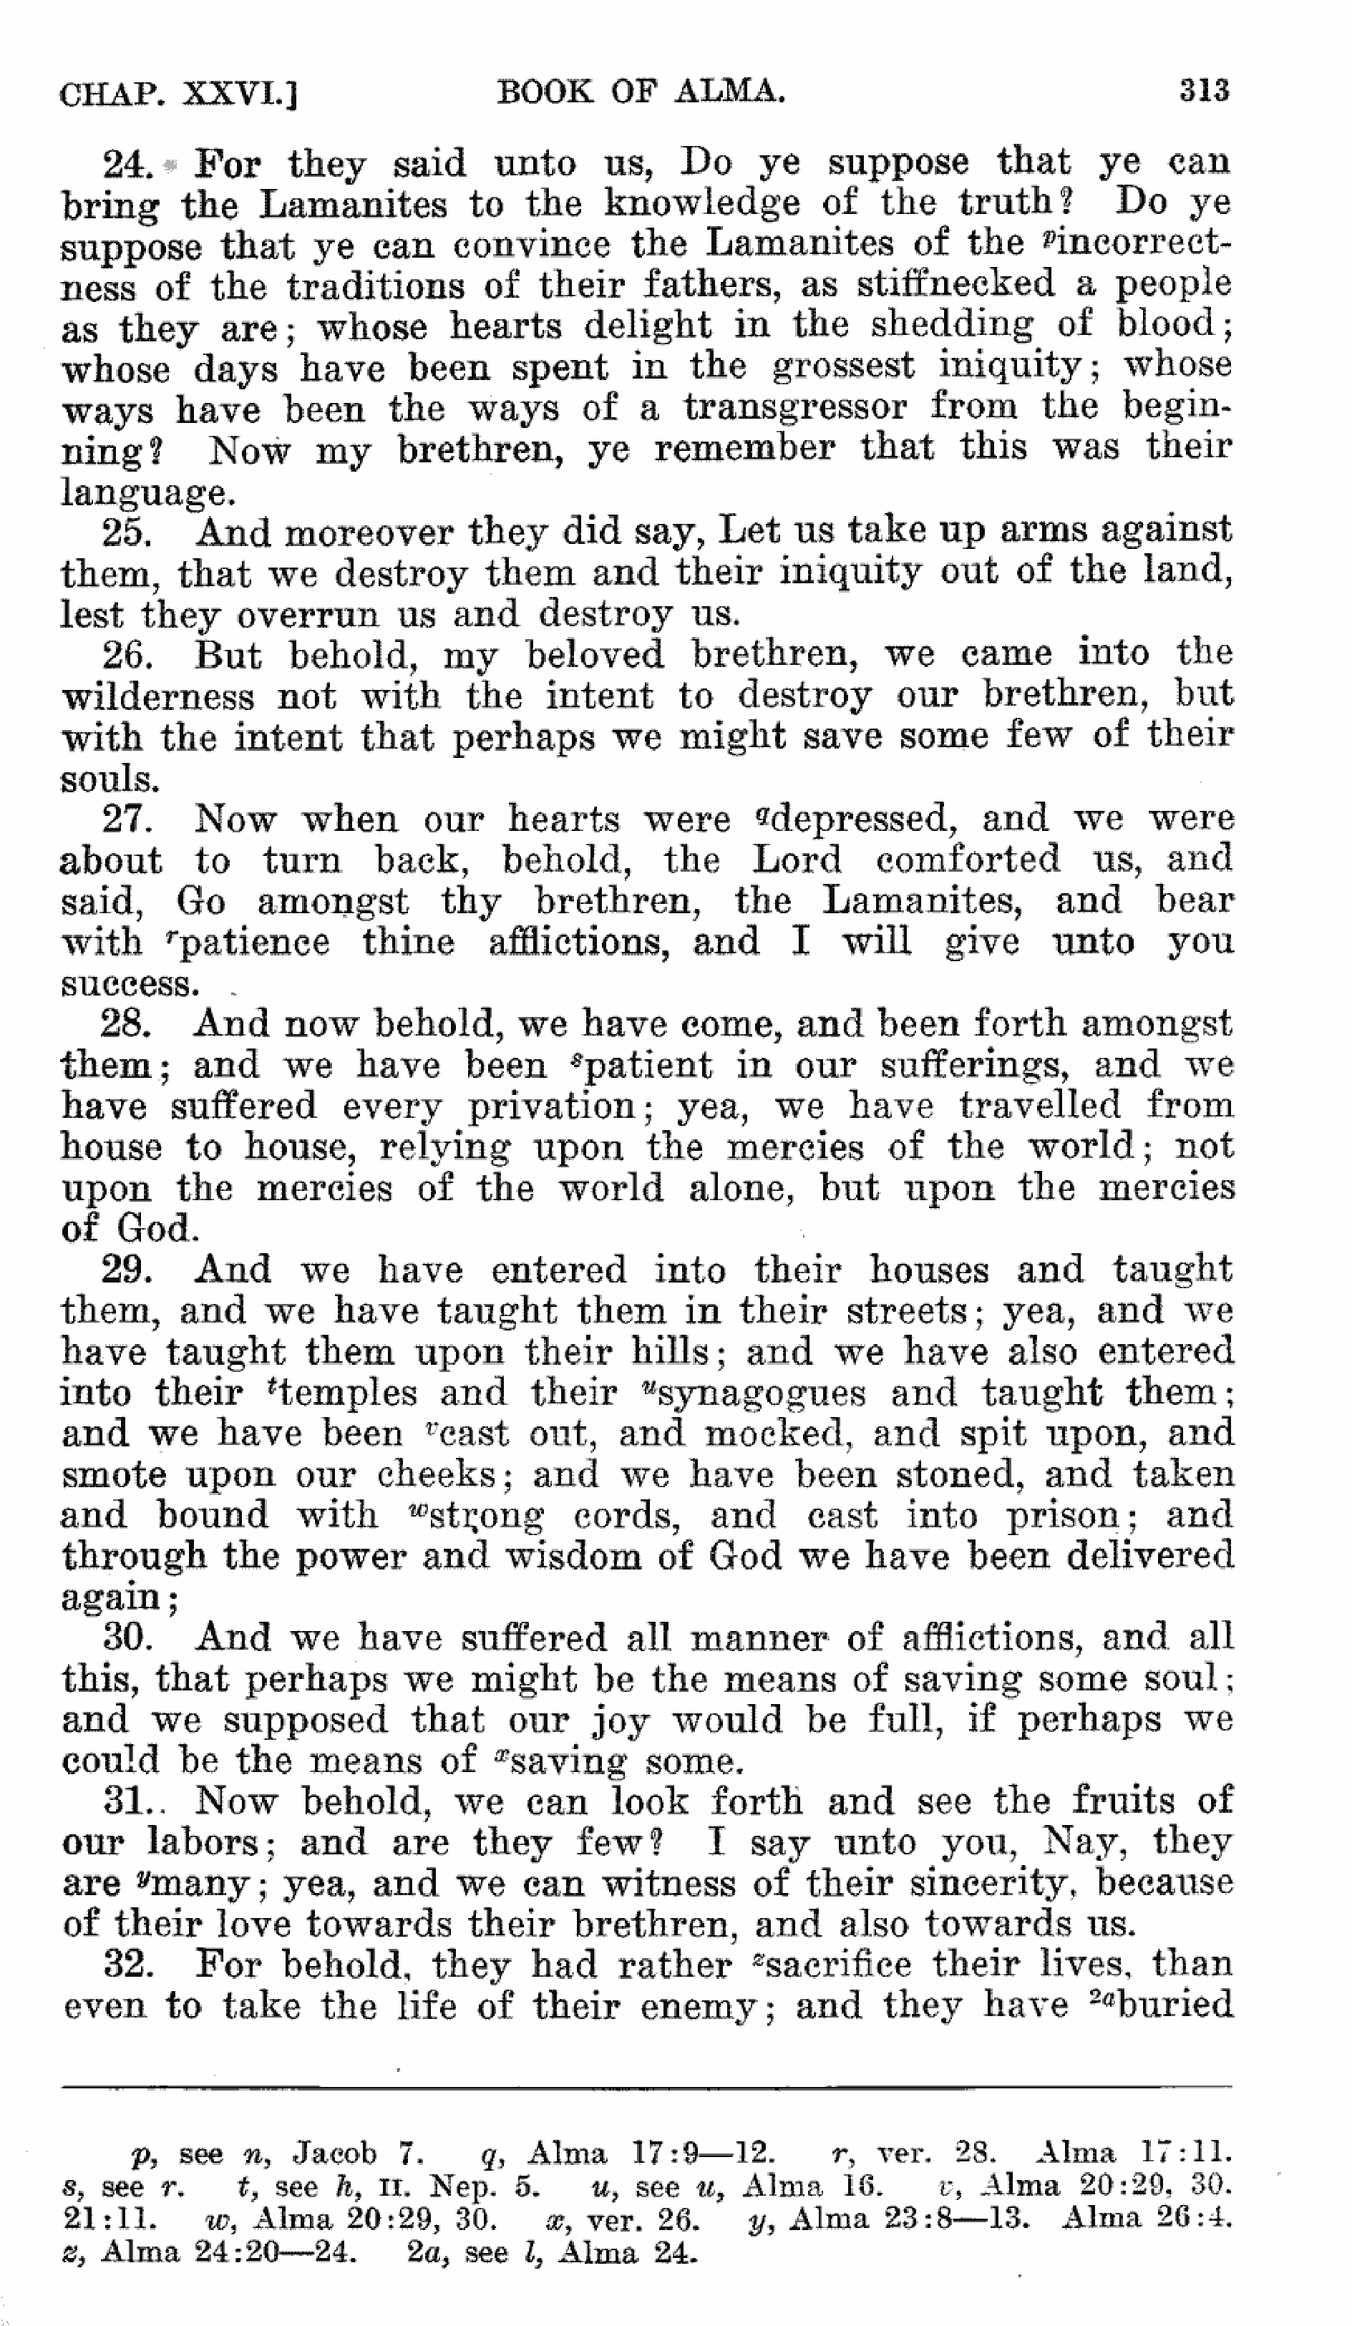 CHAP. XXVI.] BOOK OF ALMA. 313
24. For they said unto us, Do ye suppose that ye can
bring the Lamanites to the knowledge of the truth? Do ye
suppose that ye can convince the Lamanites of the pincorrect-
ness of the traditions of their fathers, as stiffnecked a people
as they are; whose hearts delight in the shedding of blood;
whose days have been spent in the grossest iniquity; whose
ways have been the ways of a transgressor from the begin-
ning? Now my brethren, ye remember that this was their
language.
25. And moreover they did say, Let us take up arms against
them, that we destroy them and their iniquity out of the land,
lest they overrun us and destroy us.
26. But behold, my beloved brethren, we came into the
wilderness not with the intent to destroy our brethren, but
with the intent that perhaps we might save some few of their
souls.
27. Now when our hearts were qdepressed, and we were
about to turn back, behold, the Lord comforted us, and
said, Go amongst thy brethren, the Lamanites, and bear
with rpatience thine afflictions, and I will give unto you
success.
28. And now behold, we have come, and been forth amongst
them; and we have been spatient in our sufferings, and we
have suffered every privation; yea, we have travelled from
house to house, relying upon the mercies of the world; not
upon the mercies of the world alone, but upon the mercies
of God.
29. And we have entered into their houses and taught
them, and we have taught them in their streets; yea, and we
have taught them upon their hills; and we have also entered
into their ttemples and their usynagogues and taught them;
and we have been vcast out, and mocked, and spit upon, and
smote upon our cheeks; and we have been stoned, and taken
and bound with wstrong cords, and cast into prison; and
through the power and wisdom of God we have been delivered
again;
30. And we have suffered all manner of afflictions, and all
this, that perhaps we might be the means of saving some soul;
and we supposed that our joy would be full, if perhaps we
could be the means of xsaving some.
31. Now behold, we can look forth and see the fruits of
our labors; and are they few? I say unto you, Nay, they
are ymany; yea, and we can witness of their sincerity, because
of their love towards their brethren, and also towards us.
32. For behold, they had rather zsacrifice their lives, than
even to take the life of their enemy; and they have 2aburied
p, see n, Jacob 7. q, Alma 17:9—12. r, ver. 28. Alma 17:11.
s, see r. t, see h, II. Nep. 5. u, see u, Alma 16. v, Alma 20:29, 30.
21:11. w, Alma 20:29, 30. x, ver. 26. y, Alma 23:8—13. Alma 26:4.
z, Alma 24:20—24. 2a, see l, Alma 24.